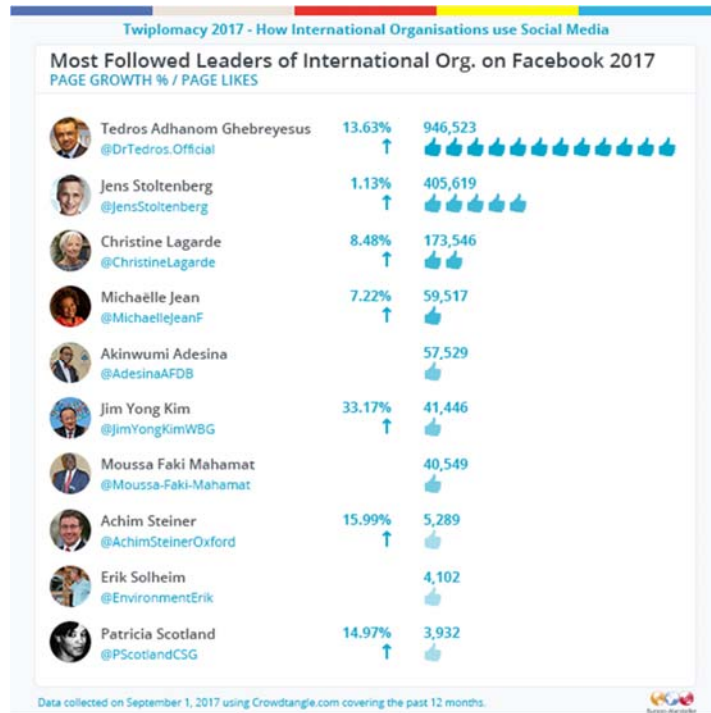 Twiplomacy 2017 - How International Organisations use Social Media
Most Followed Leaders of International Org. on Facebook 2017
PAGE GROWTH % / PAGE LIKES
Tedros Adhanom Ghebreyesus 13.63% 946,523
@DrTedros.Official
Jens Stoltenberg 1.13% 405,619
@JensStoltenberg
Christine Lagarde 8.48% 173,546
@ChristineLagarde
Michaëlle Jean 7.22% 59,517
@MichaelleJeanF
Akinwumi Adesina 57,529
@AdesinaAFDB
Jim Yong Kim 33.17% 41,446
@JimYongKimWBG
Moussa Faki Mahamat 40,549
@Moussa-Faki-Mahamat
Achim Steiner 15.99% 5,289
@AchimSteinerOxford
Erik Solheim 4,102
@EnvironmentErik
Patricia Scotland 14.97% 3,932
@PScotlandCSG
Data collected on September 1, 2017 using Crowdtangle.com covering the past 12 months.